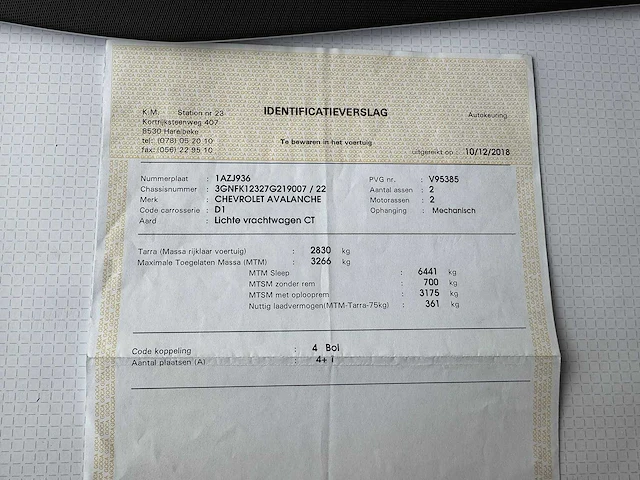 K.M. Station nr 23
Kortrijksteenweg 407
8530 Harelbeke
tel: (078) 05 20 10
fax: (056) 22 95 10
IDENTIFICATIEVERSLAG
Te bewaren in het voertuig
Autokeuring
uitgereikt op : 10/12/2018
Nummerplaat : 1AZJ936
Chassisnummer : 3GNFK12327G219007 / 22
Merk : CHEVROLET AVALANCHE
Code carrosserie : D1
Aard : Lichte vrachtwagen CT
PVG nr. : V95385
Aantal assen : 2
Motorassen : 2
Ophanging : Mechanisch
Tarra (Massa rijklaar voertuig) : 2830 kg
Maximale Toegelaten Massa (MTM) : 3266 kg
MTM Sleep : 6441 kg
MTSM zonder rem : 700 kg
MTSM met oplooprem : 3175 kg
Nuttig laadvermogen(MTM-Tarra-75kg) : 361 kg
Code koppeling : 4 Bol
Aantal plaatsen (A) : 4+ 1